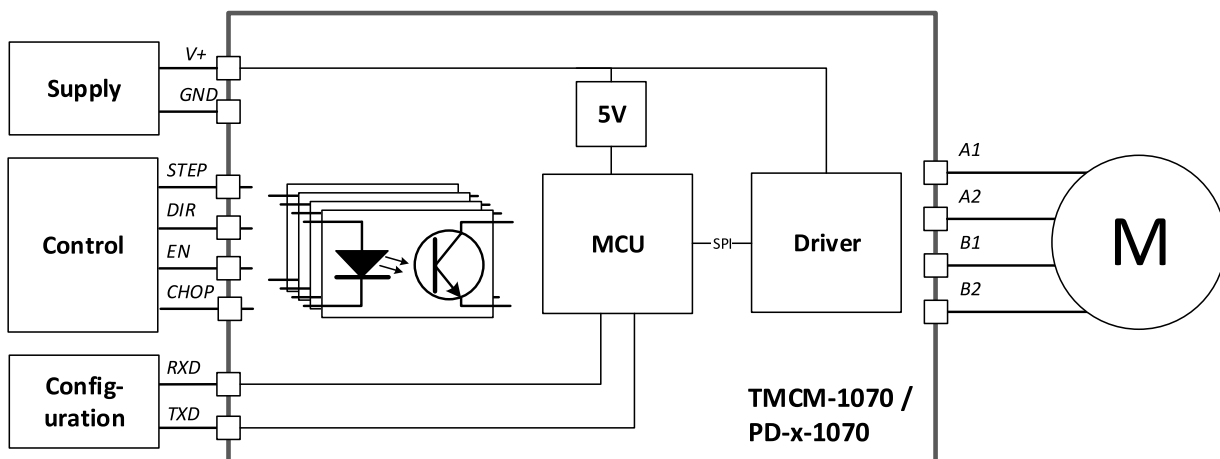 Supply
V+
GND
5V
Control
STEP
DIR
EN
CHOP
MCU
SPI
Driver
A1
A2
B1
B2
M
Config-
uration
RXD
TXD
TMCM-1070 /
PD-x-1070